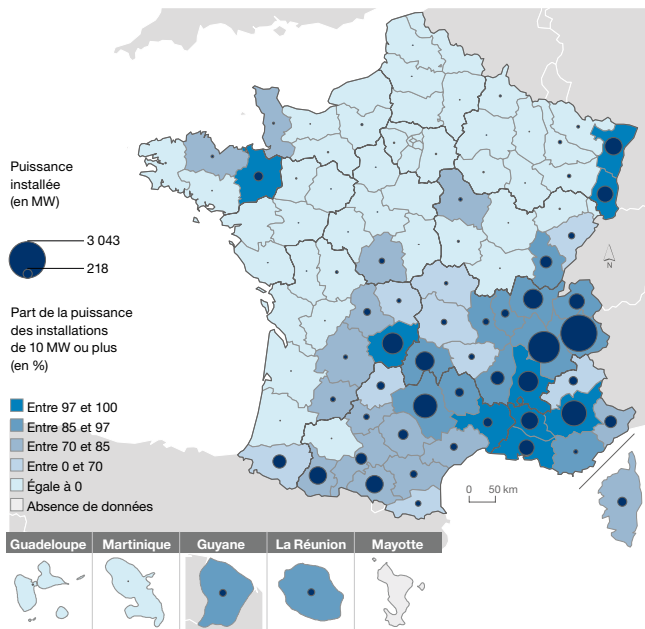 Puissance
installée
(en MW)
3 043
218
Part de la puissance
des installations
de 10 MW ou plus
(en %)
Entre 97 et 100
Entre 85 et 97
Entre 70 et 85
Entre 0 et 70
Égale à 0
Absence de données
N
0 50 km
Guadeloupe Martinique Guyane La Réunion Mayotte